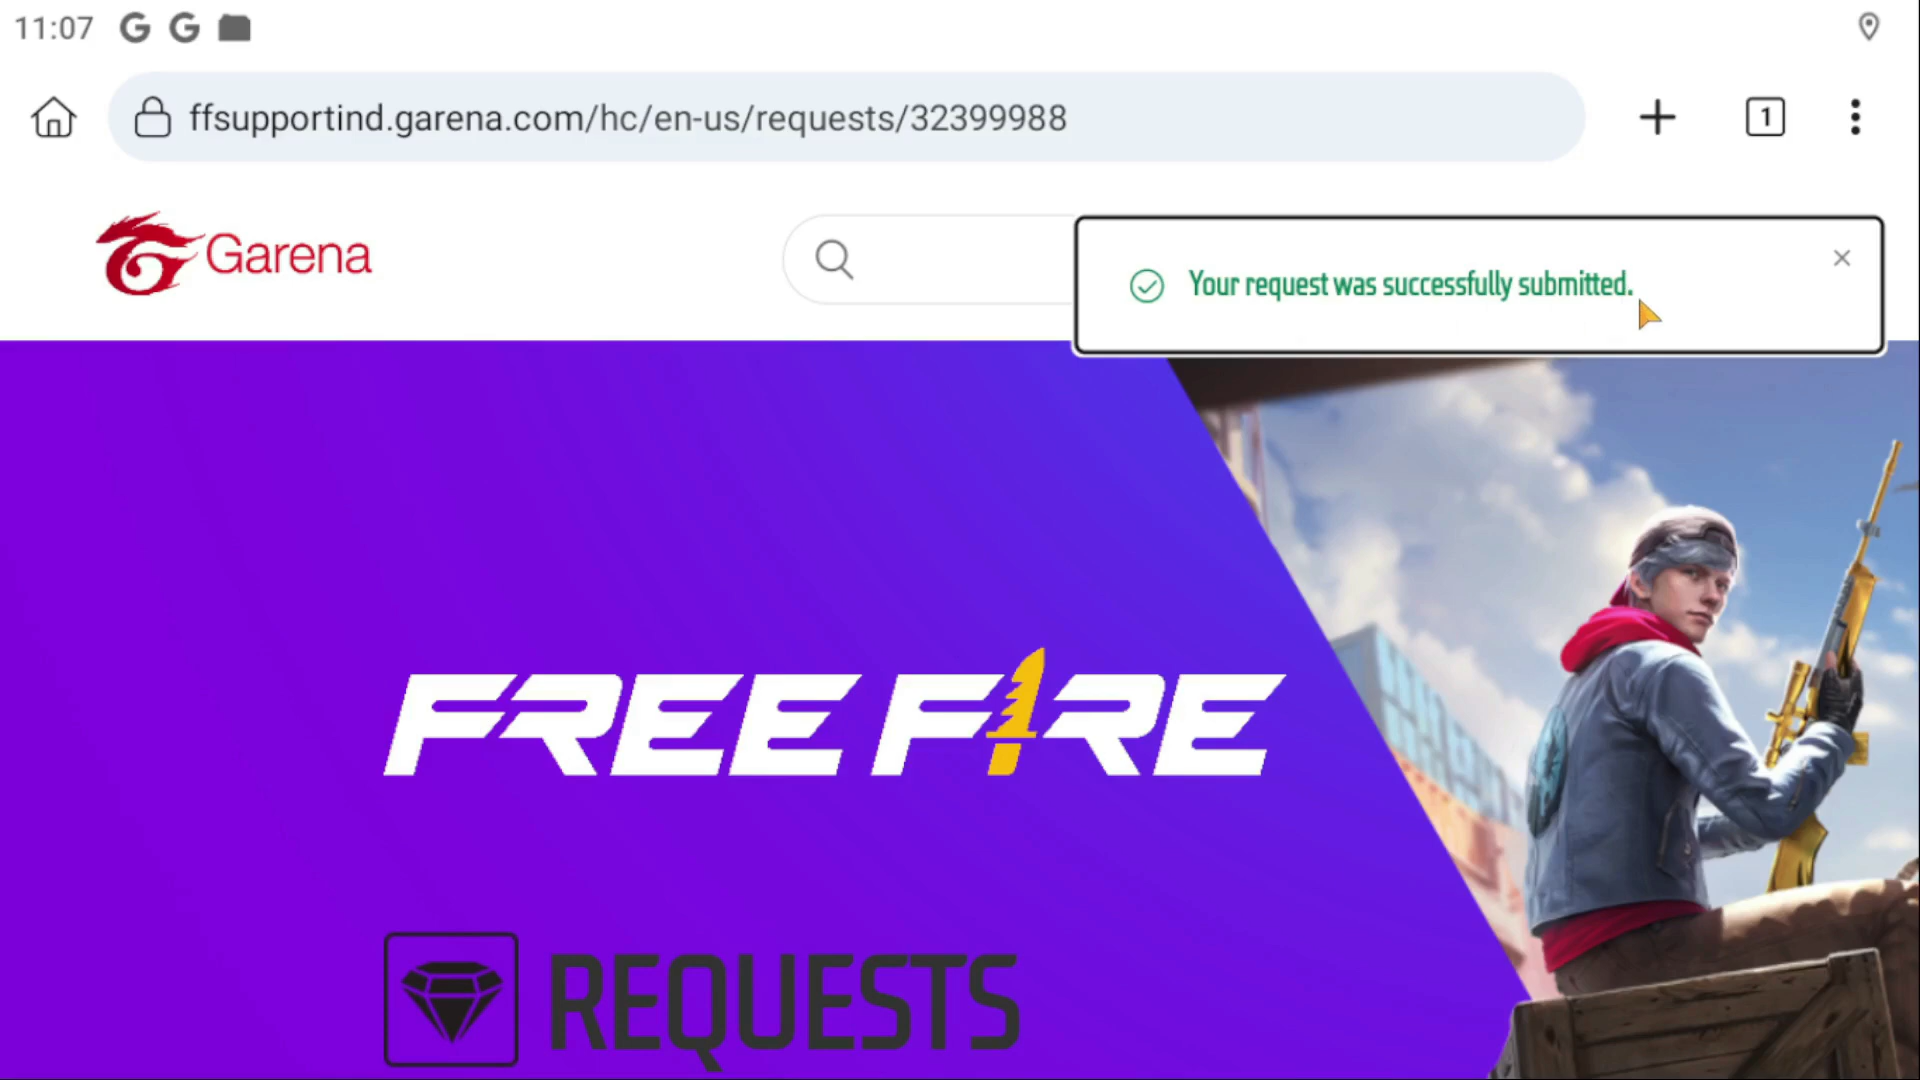 11:07
ffsupportind.garena.com/hc/en-us/requests/32399988
1
Garena
Your request was successfully submitted.
FREE FIRE
REQUESTS